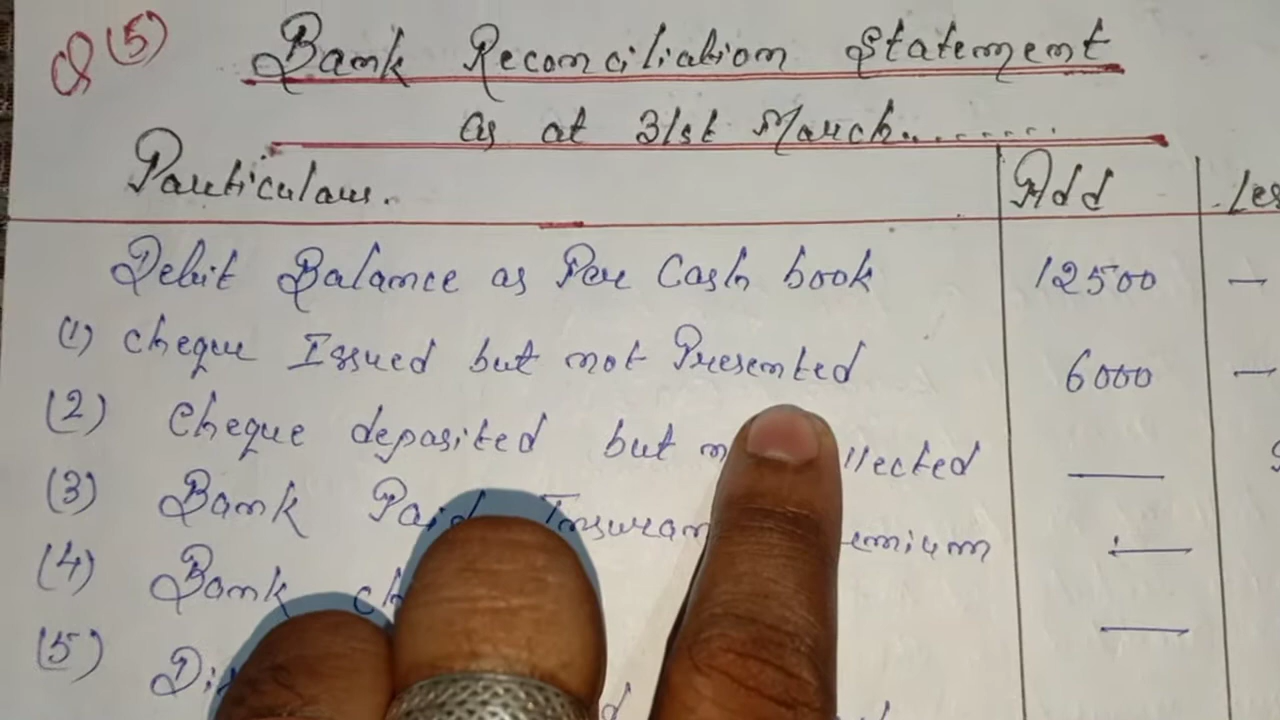 Q (5) Bank Reconciliation Statement
as at 31st March.........
Particulars. Add Les
Debit Balance as Per Cash book 12500 —
(1) Cheque Issued but not Presented 6000 —
(2) Cheque deposited but —
(3) Bank Paid —
(4) Bank —
(5)